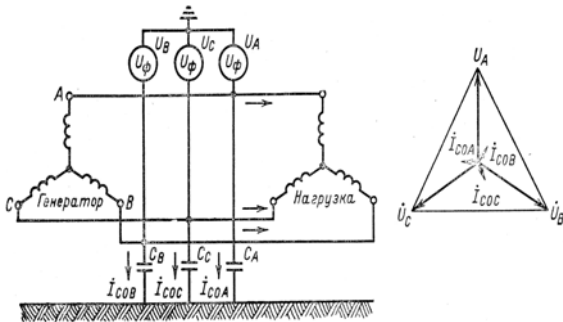 U_B U_C U_A
U_ф U_ф U_ф
A
C Генератор B
Нагрузка
C_B C_C C_A
İ_COB İ_COC İ_COA
U_A
İ_COA İ_COB
İ_COC
U̇_C U̇_B